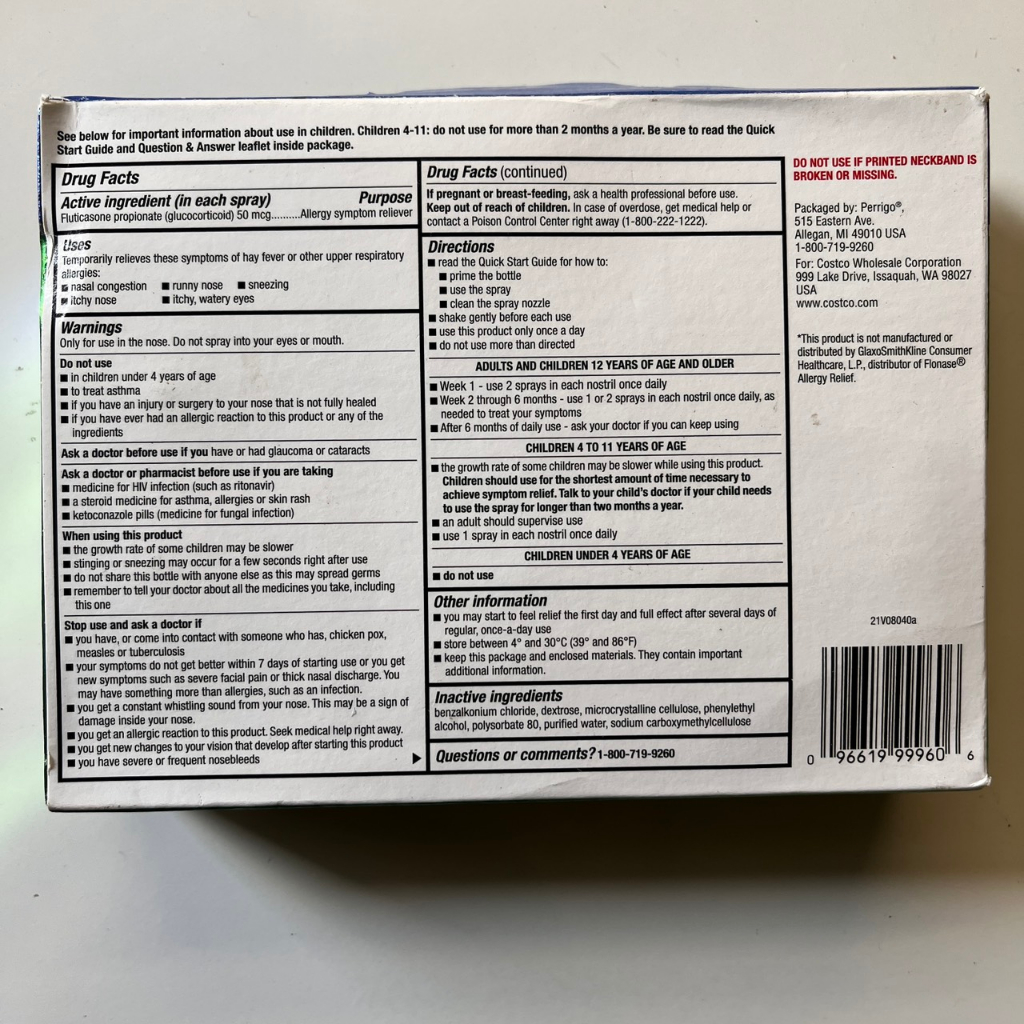 See below for important information about use in children. Children 4-11: do not use for more than 2 months a year. Be sure to read the Quick
Start Guide and Question & Answer leaflet inside package.
Drug Facts
Active ingredient (in each spray) Purpose
Fluticasone propionate (glucocorticoid) 50 mcg..........Allergy symptom reliever
Uses
Temporarily relieves these symptoms of hay fever or other upper respiratory
allergies:
■ nasal congestion ■ runny nose ■ sneezing
■ itchy nose ■ itchy, watery eyes
Warnings
Only for use in the nose. Do not spray into your eyes or mouth.
Do not use
■ in children under 4 years of age
■ to treat asthma
■ if you have an injury or surgery to your nose that is not fully healed
■ if you have ever had an allergic reaction to this product or any of the
ingredients
Ask a doctor before use if you have or had glaucoma or cataracts
Ask a doctor or pharmacist before use if you are taking
■ medicine for HIV infection (such as ritonavir)
■ a steroid medicine for asthma, allergies or skin rash
■ ketoconazole pills (medicine for fungal infection)
When using this product
■ the growth rate of some children may be slower
■ stinging or sneezing may occur for a few seconds right after use
■ do not share this bottle with anyone else as this may spread germs
■ remember to tell your doctor about all the medicines you take, including
this one
Stop use and ask a doctor if
■ you have, or come into contact with someone who has, chicken pox,
measles or tuberculosis
■ your symptoms do not get better within 7 days of starting use or you get
new symptoms such as severe facial pain or thick nasal discharge. You
may have something more than allergies, such as an infection.
■ you get a constant whistling sound from your nose. This may be a sign of
damage inside your nose.
■ you get an allergic reaction to this product. Seek medical help right away.
■ you get new changes to your vision that develop after starting this product
■ you have severe or frequent nosebleeds
Drug Facts (continued)
If pregnant or breast-feeding, ask a health professional before use.
Keep out of reach of children. In case of overdose, get medical help or
contact a Poison Control Center right away (1-800-222-1222).
Directions
■ read the Quick Start Guide for how to:
■ prime the bottle
■ use the spray
■ clean the spray nozzle
■ shake gently before each use
■ use this product only once a day
■ do not use more than directed
ADULTS AND CHILDREN 12 YEARS OF AGE AND OLDER
■ Week 1 - use 2 sprays in each nostril once daily
■ Week 2 through 6 months - use 1 or 2 sprays in each nostril once daily, as
needed to treat your symptoms
■ After 6 months of daily use - ask your doctor if you can keep using
CHILDREN 4 TO 11 YEARS OF AGE
■ the growth rate of some children may be slower while using this product.
Children should use for the shortest amount of time necessary to
achieve symptom relief. Talk to your child's doctor if your child needs
to use the spray for longer than two months a year.
■ an adult should supervise use
■ use 1 spray in each nostril once daily
CHILDREN UNDER 4 YEARS OF AGE
■ do not use
Other information
■ you may start to feel relief the first day and full effect after several days of
regular, once-a-day use
■ store between 4° and 30°C (39° and 86°F)
■ keep this package and enclosed materials. They contain important
additional information.
Inactive ingredients
benzalkonium chloride, dextrose, microcrystalline cellulose, phenylethyl
alcohol, polysorbate 80, purified water, sodium carboxymethylcellulose
Questions or comments? 1-800-719-9260
DO NOT USE IF PRINTED NECKBAND IS
BROKEN OR MISSING.
Packaged by: Perrigo®,
515 Eastern Ave.
Allegan, MI 49010 USA
1-800-719-9260
For: Costco Wholesale Corporation
999 Lake Drive, Issaquah, WA 98027
USA
www.costco.com
*This product is not manufactured or
distributed by GlaxoSmithKline Consumer
Healthcare, L.P., distributor of Flonase®
Allergy Relief.
21V08040a
0 96619 99960 6